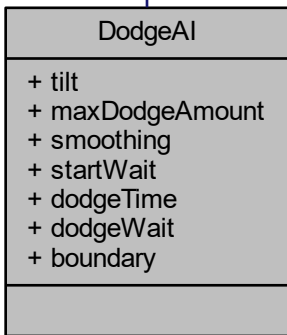 DodgeAI
+ tilt
+ maxDodgeAmount
+ smoothing
+ startWait
+ dodgeTime
+ dodgeWait
+ boundary